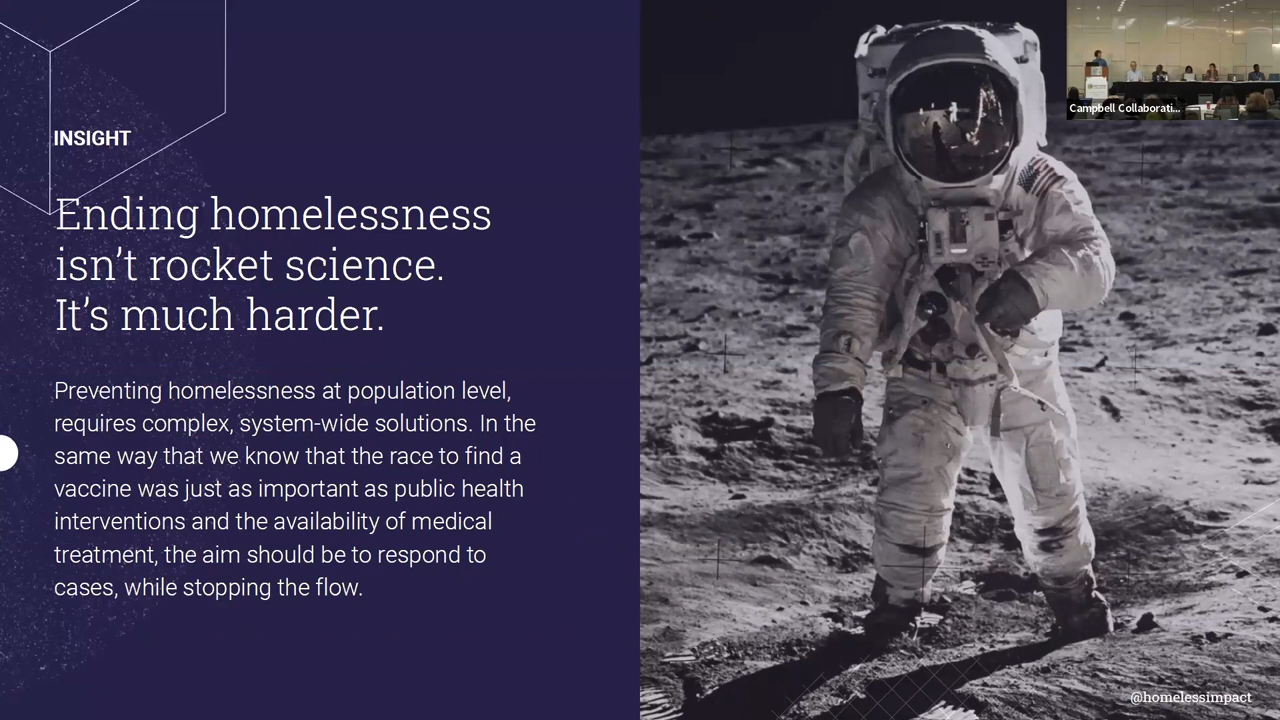 INSIGHT
Ending homelessness
isn't rocket science.
It's much harder.
Preventing homelessness at population level,
requires complex, system-wide solutions. In the
same way that we know that the race to find a
vaccine was just as important as public health
interventions and the availability of medical
treatment, the aim should be to respond to
cases, while stopping the flow.
Campbell Collaborati...
@homelessimpact